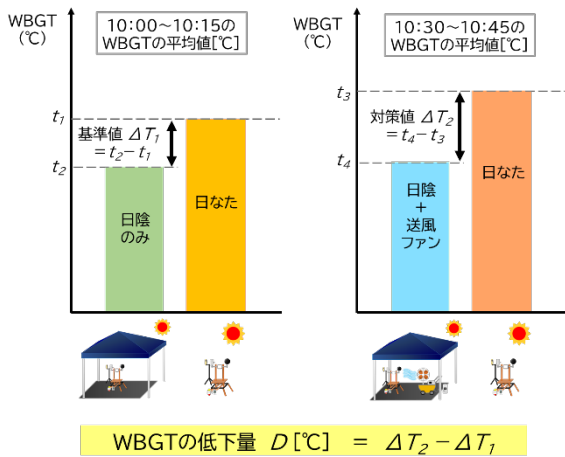 WBGT
(℃)
10:00~10:15の
WBGTの平均値[℃]
t1
基準値 ΔT1
=t2-t1
t2
日陰
のみ
日なた
WBGT
(℃)
10:30~10:45の
WBGTの平均値[℃]
t3
対策値 ΔT2
=t4-t3
t4
日陰
+
送風
ファン
日なた
WBGTの低下量 D[℃] = ΔT2-ΔT1